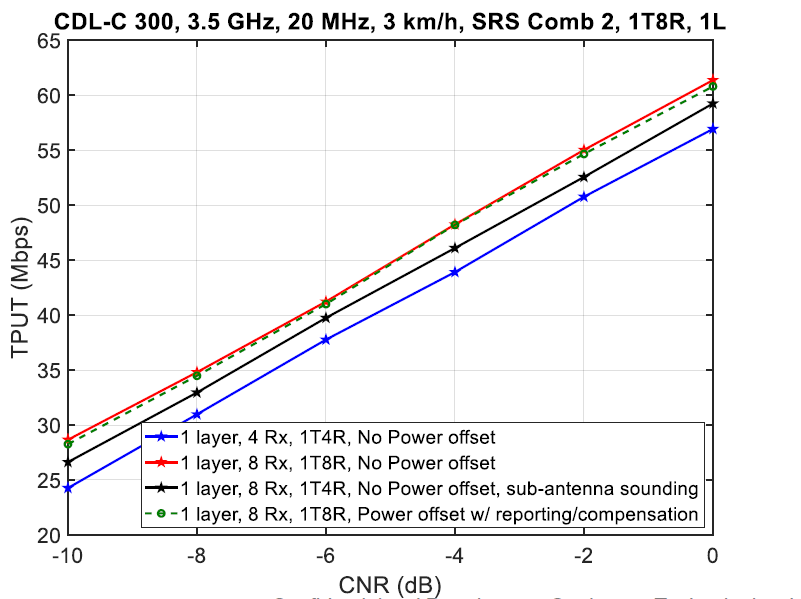 CDL-C 300, 3.5 GHz, 20 MHz, 3 km/h, SRS Comb 2, 1T8R, 1L
65
60
55
50
45
40
35
30
25
20
TPUT (Mbps)
1 layer, 4 Rx, 1T4R, No Power offset
1 layer, 8 Rx, 1T8R, No Power offset
1 layer, 8 Rx, 1T4R, No Power offset, sub-antenna sounding
1 layer, 8 Rx, 1T8R, Power offset w/ reporting/compensation
-10 -8 -6 -4 -2 0
CNR (dB)